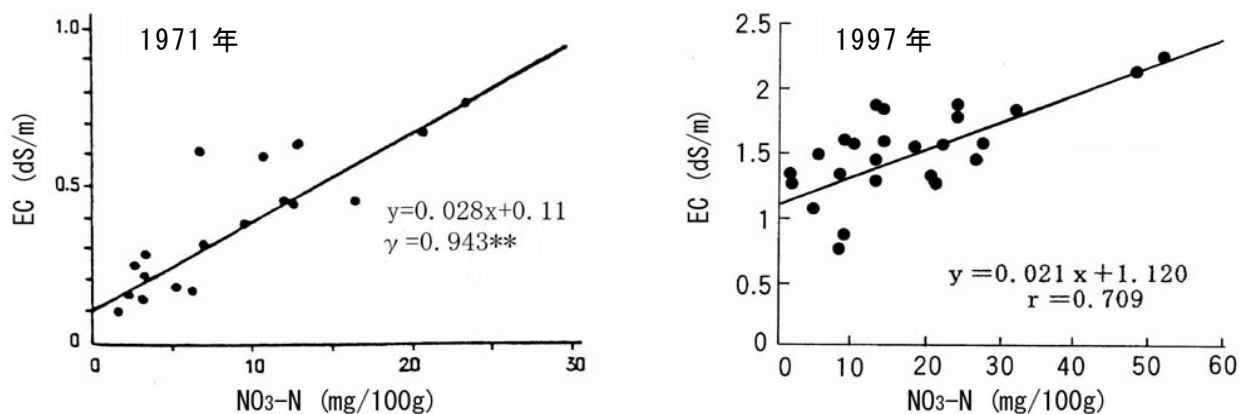 1971 年
EC (dS/m)
1.0
0.5
0
y=0.028x+0.11
γ=0.943**
0
10
20
30
NO₃-N (mg/100g)
1997 年
EC (dS/m)
2.5
2
1.5
1
0.5
0
y=0.021x+1.120
r=0.709
0
10
20
30
40
50
60
NO₃-N (mg/100g)